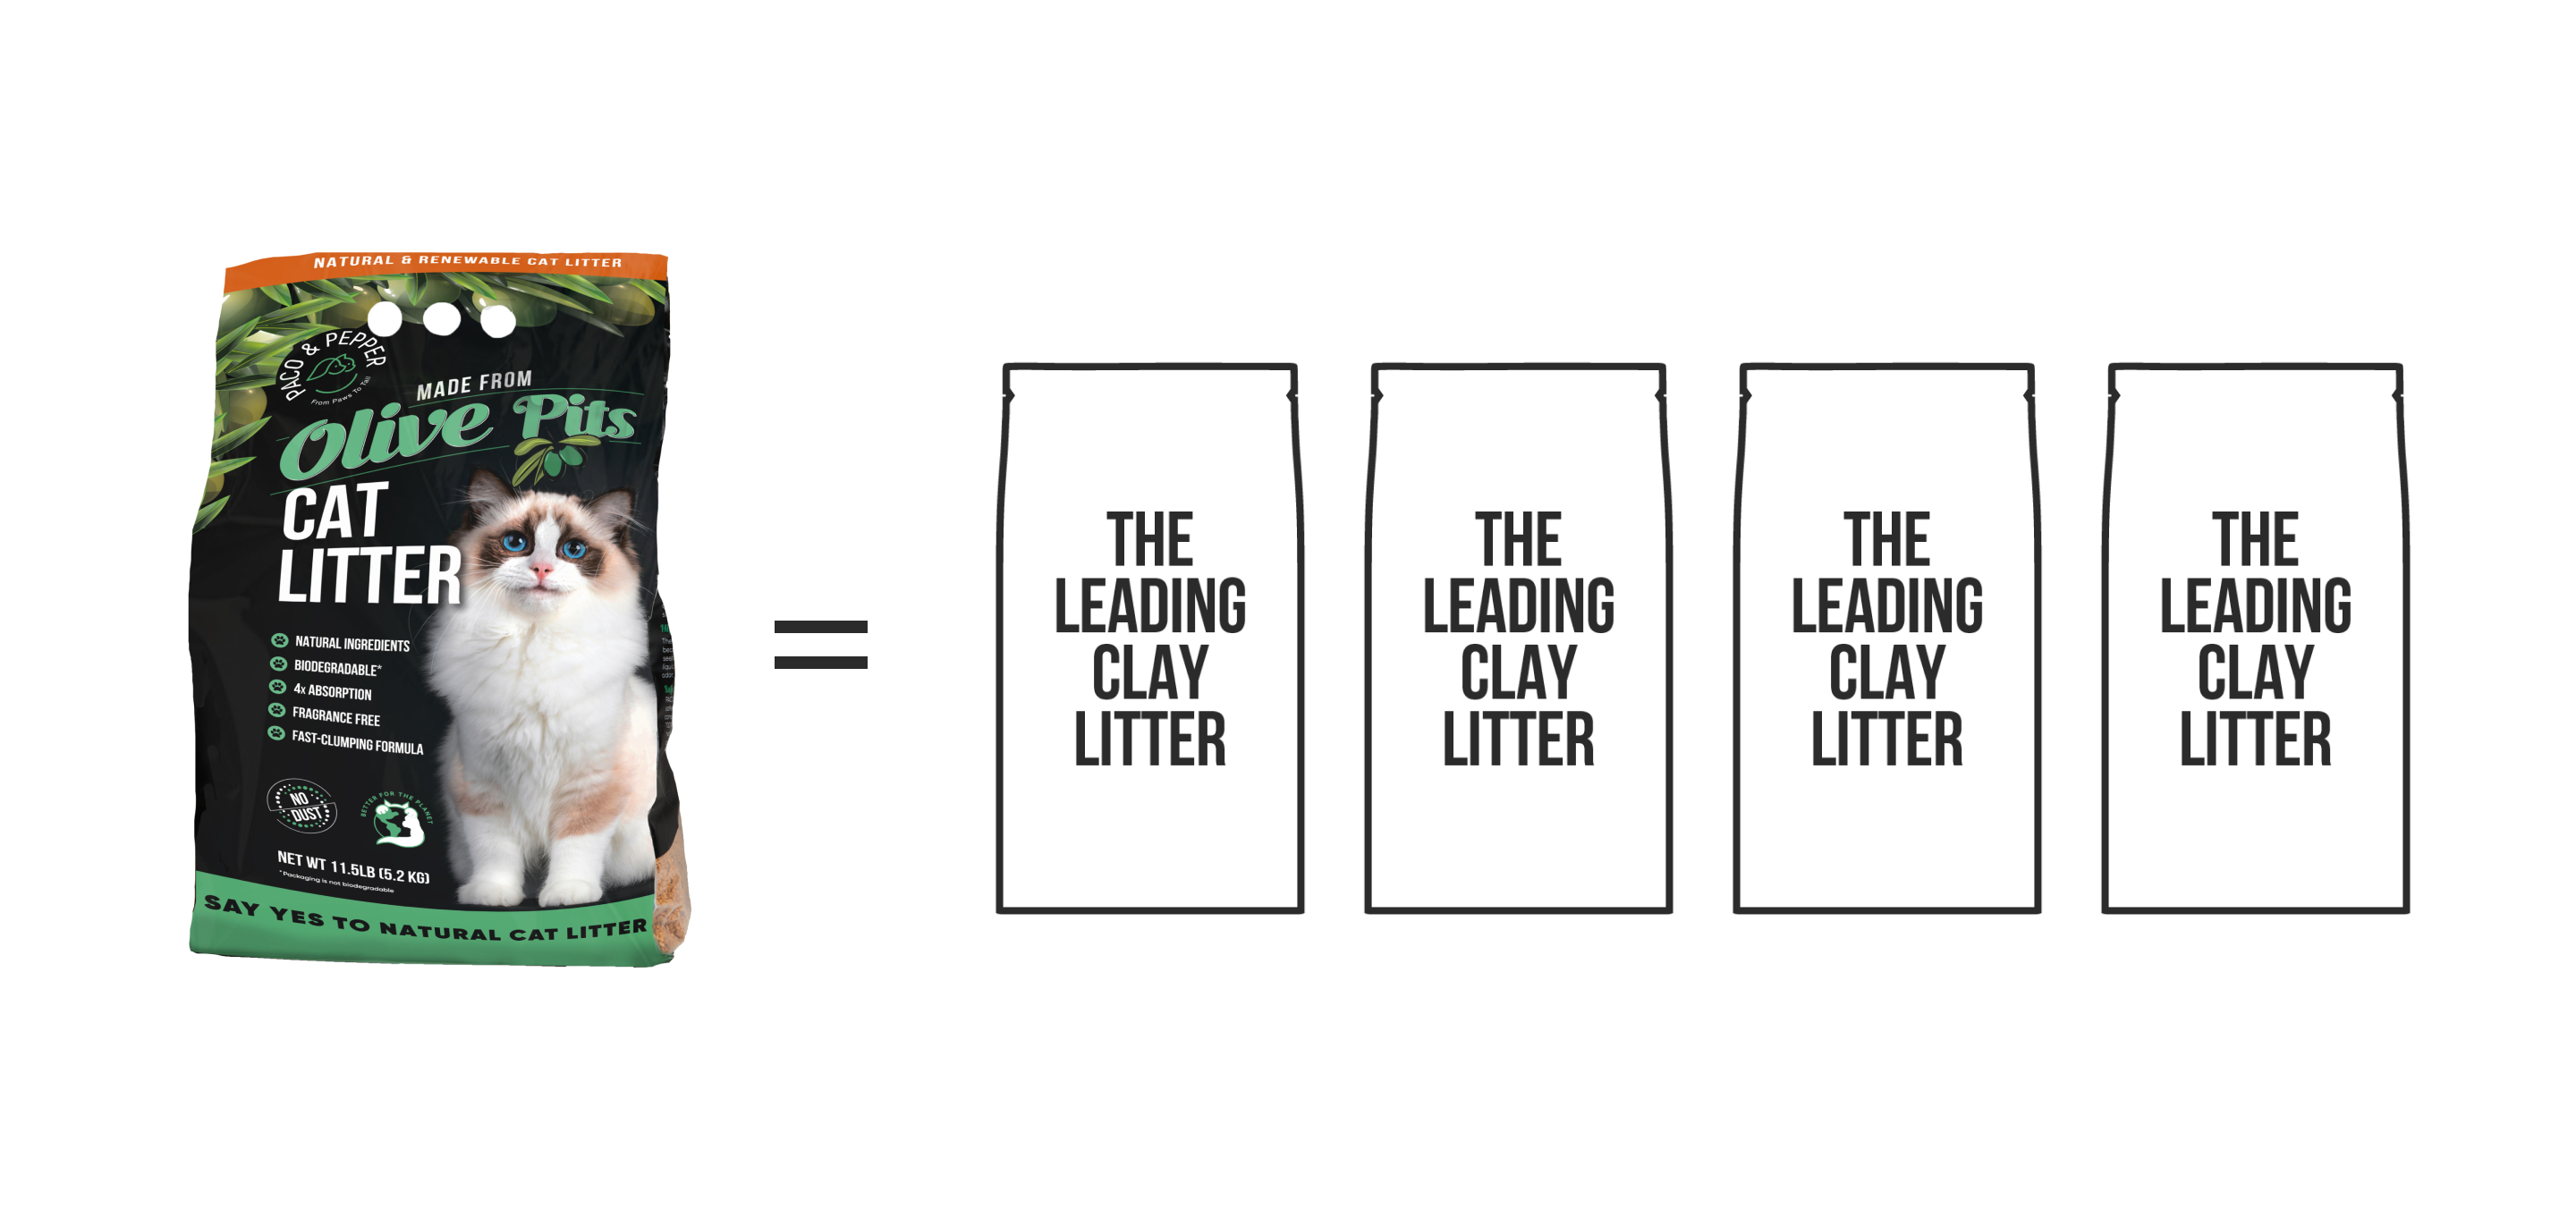 NATURAL & RENEWABLE CAT LITTER
PACO & PEPPER
From Paws To Tail
MADE FROM
Olive Pits
CAT
LITTER
NATURAL INGREDIENTS
BIODEGRADABLE*
4x ABSORPTION
FRAGRANCE FREE
FAST-CLUMPING FORMULA
NO
DUST
BETTER FOR THE PLANET
NET WT 11.5LB (5.2 KG)
*Packaging is not biodegradable
SAY YES TO NATURAL CAT LITTER
=
THE
LEADING
CLAY
LITTER
THE
LEADING
CLAY
LITTER
THE
LEADING
CLAY
LITTER
THE
LEADING
CLAY
LITTER